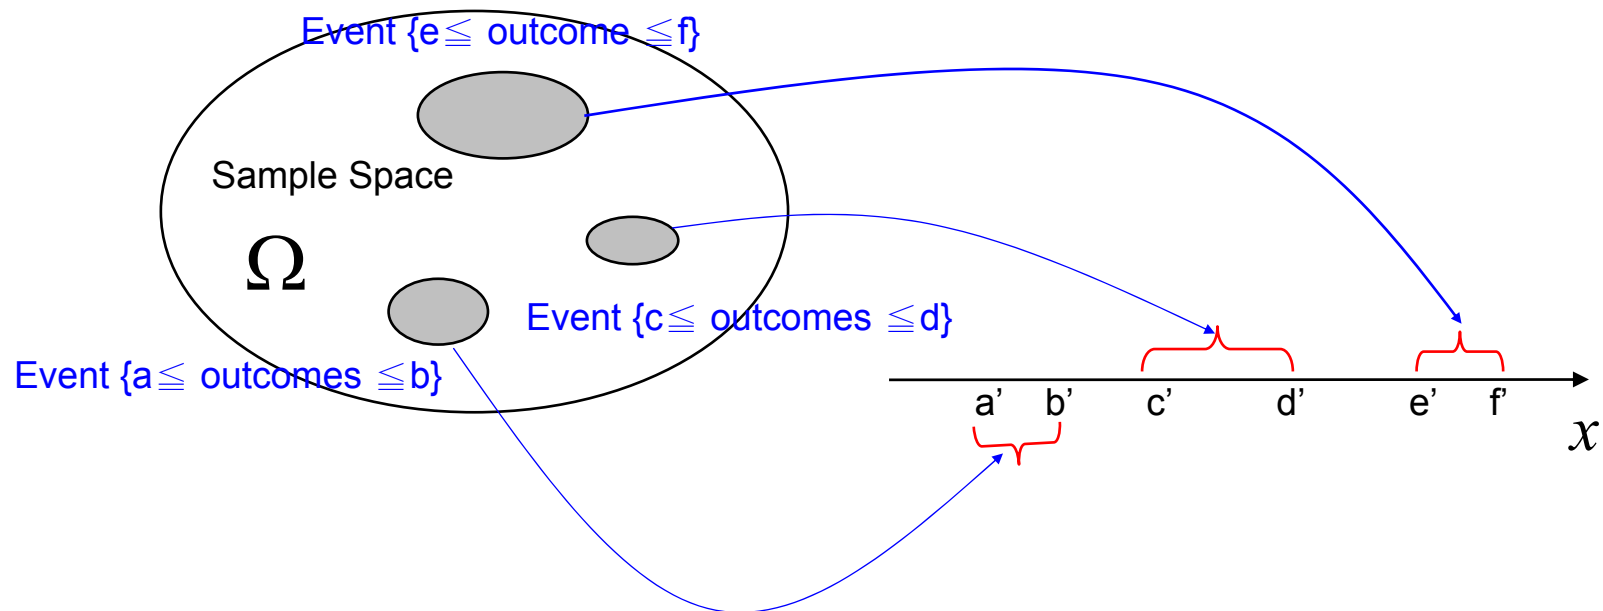 Event {e≦ outcome ≦f}
Sample Space
Ω
Event {c≦ outcomes ≦d}
Event {a≦ outcomes ≦b}
a’ b’ c’ d’ e’ f’
x